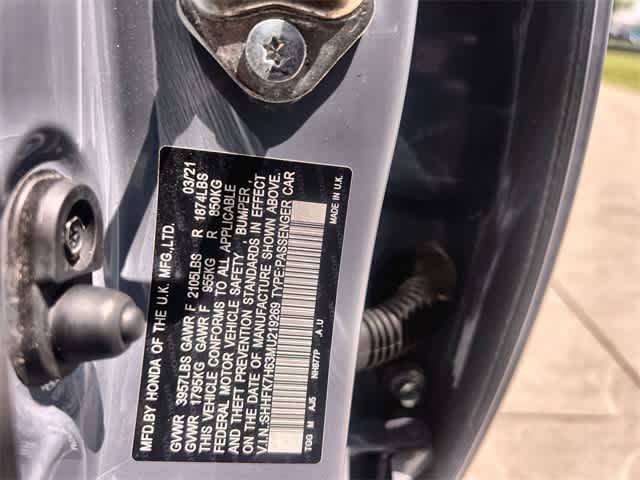 MFD.BY HONDA OF THE U.K. MFG.,LTD. 03/21
GVWR 3957LBS GAWR F 2105LBS R 1874LBS
GVWR 1795KG GAWR F 955KG R 850KG
THIS VEHICLE CONFORMS TO ALL APPLICABLE
FEDERAL MOTOR VEHICLE SAFETY , BUMPER ,
AND THEFT PREVENTION STANDARDS IN EFFECT
ON THE DATE OF MANUFACTURE SHOWN ABOVE.
V.I.N:SHHFK7H63MU219269 TYPE:PASSENGER CAR
TGG M AJ5 NH877P .A.U
MADE IN U.K.